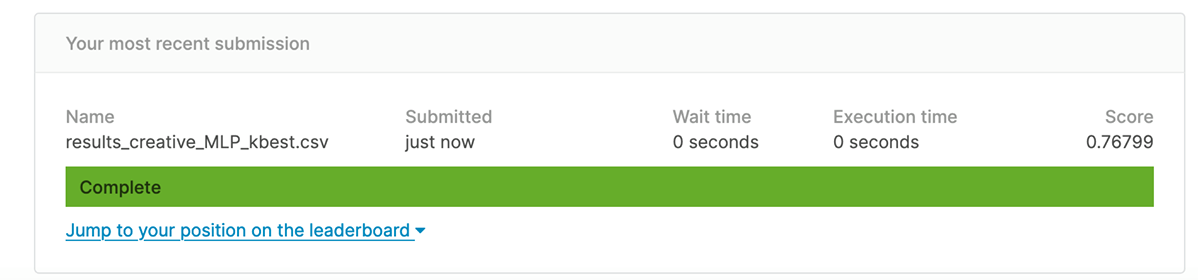 Your most recent submission
Name Submitted Wait time Execution time Score
results_creative_MLP_kbest.csv just now 0 seconds 0 seconds 0.76799
Complete
Jump to your position on the leaderboard